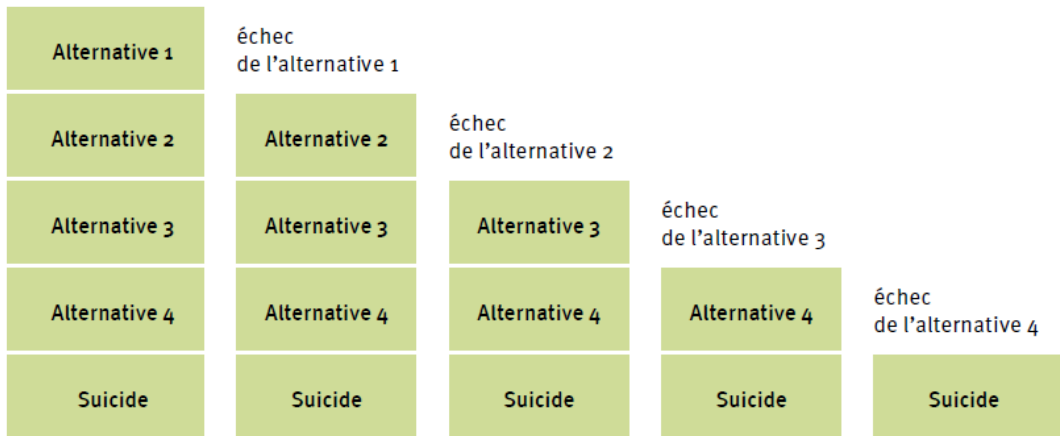 Alternative 1
échec
de l'alternative 1
Alternative 2
Alternative 2
échec
de l'alternative 2
Alternative 3
Alternative 3
Alternative 3
échec
de l'alternative 3
Alternative 4
Alternative 4
Alternative 4
Alternative 4
échec
de l'alternative 4
Suicide
Suicide
Suicide
Suicide
Suicide